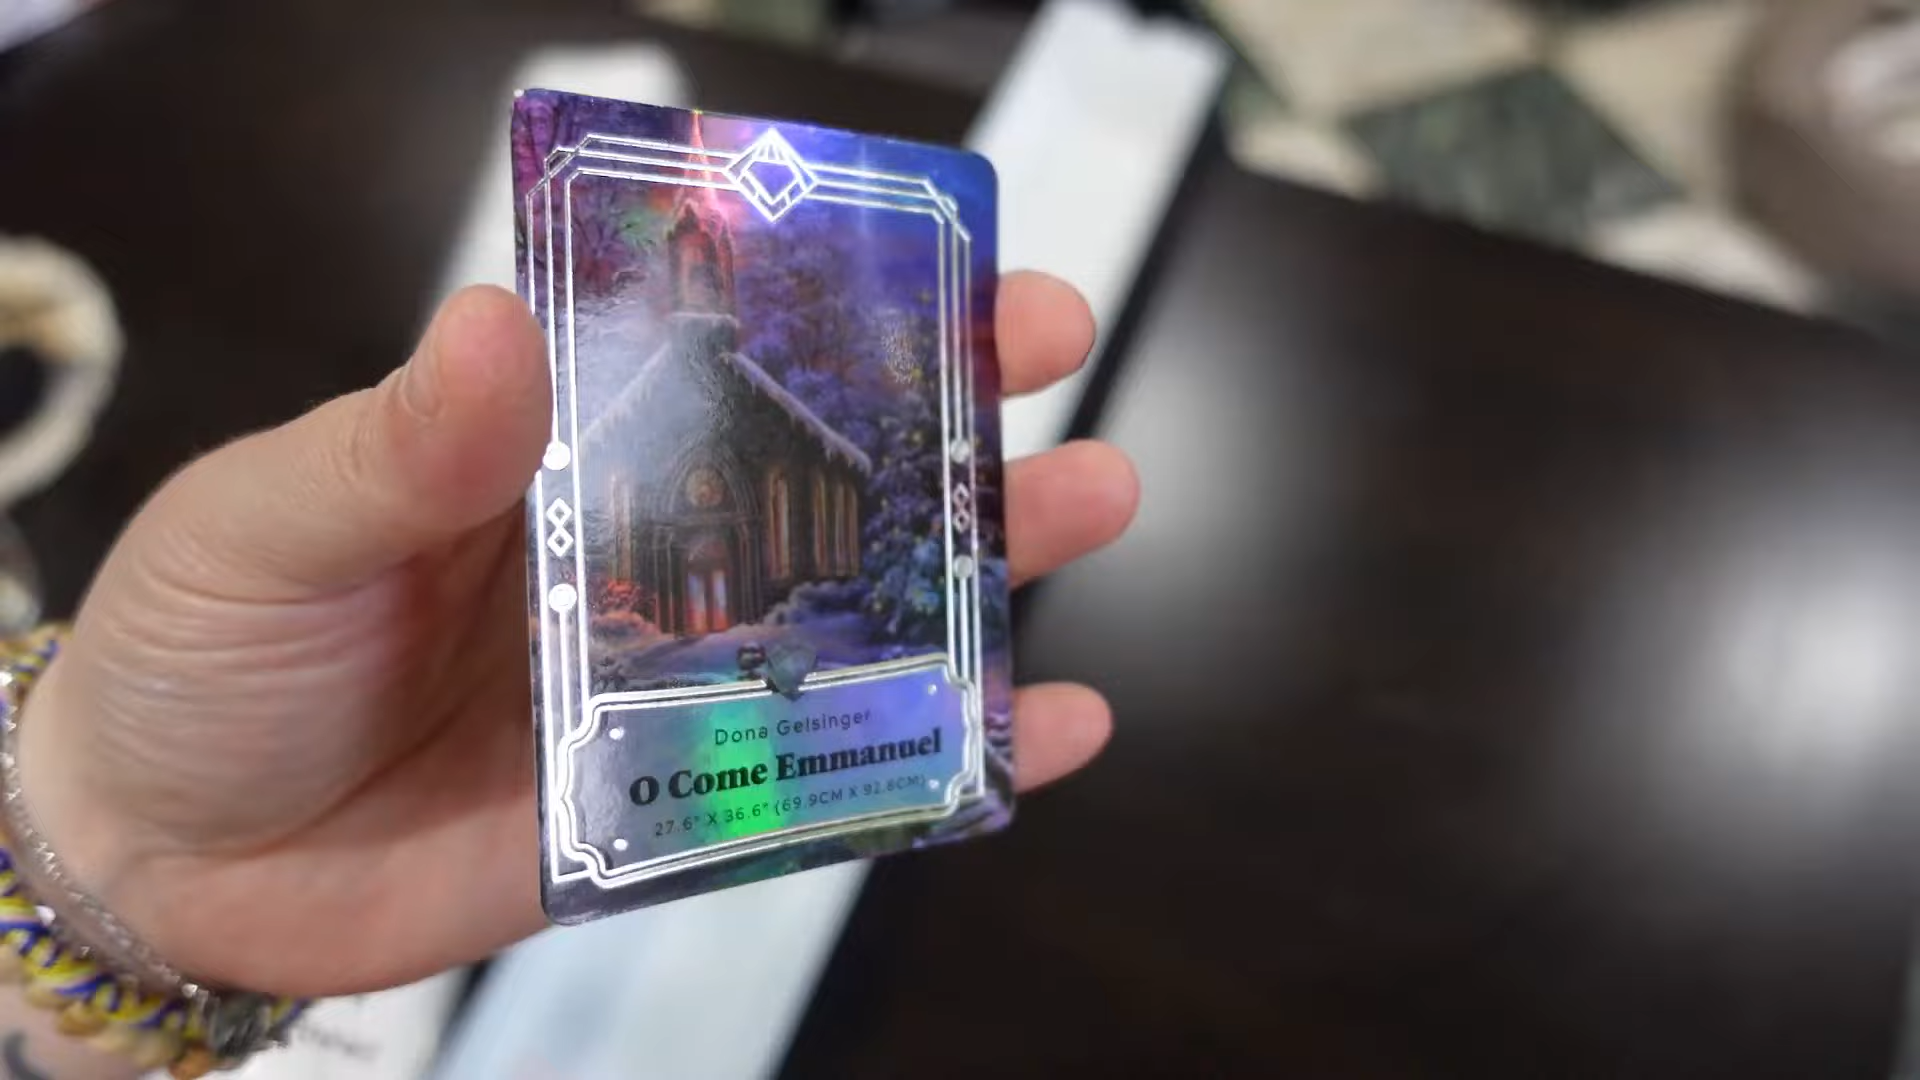 Dona Gelsinger
O Come Emmanuel
27.6" X 36.6" (69.9CM X 92.8CM)